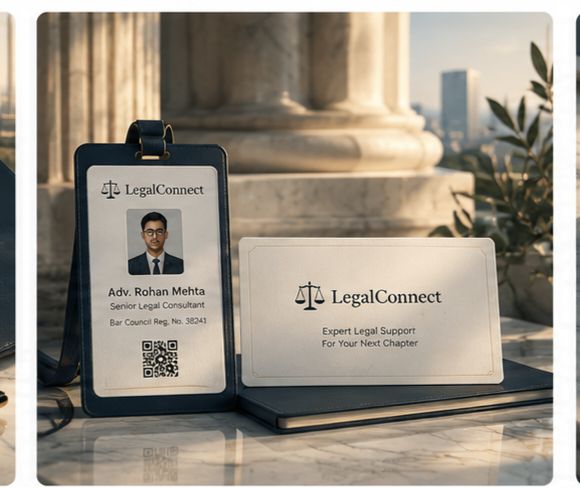 LegalConnect
Adv. Rohan Mehta
Senior Legal Consultant
Bar Council Reg. No. 38241
LegalConnect
Expert Legal Support
For Your Next Chapter